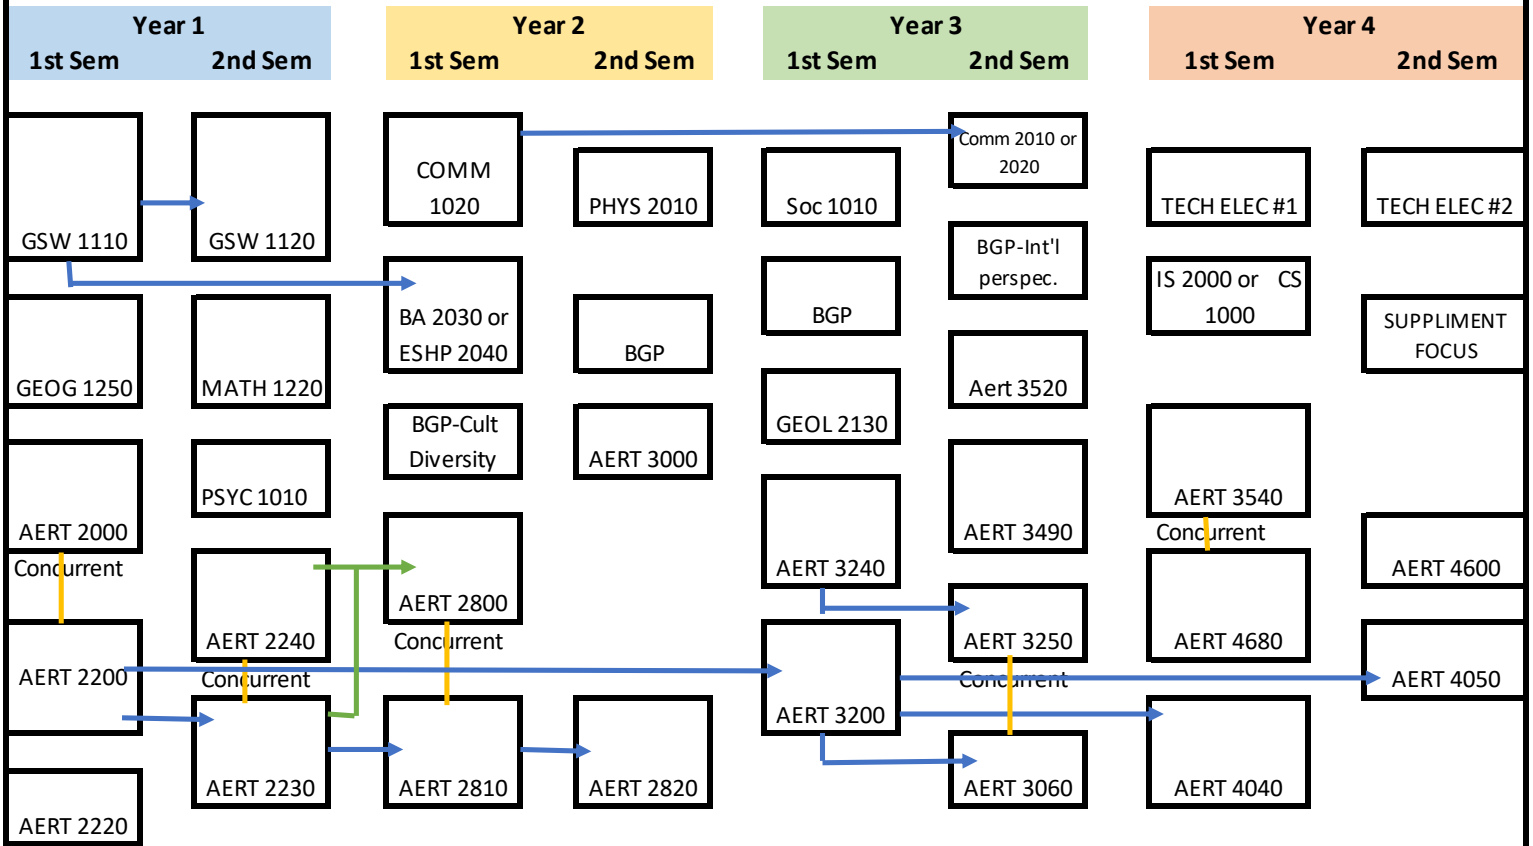 Year 1
1st Sem
2nd Sem
GSW 1110
GEOG 1250
AERT 2000
Concurrent
AERT 2200
AERT 2220
GSW 1120
MATH 1220
PSYC 1010
AERT 2240
Concurrent
AERT 2230
Year 2
1st Sem
2nd Sem
COMM
1020
BA 2030 or
ESHP 2040
BGP-Cult
Diversity
AERT 2800
Concurrent
AERT 2810
PHYS 2010
BGP
AERT 3000
AERT 2820
Year 3
1st Sem
2nd Sem
Soc 1010
BGP
GEOL 2130
AERT 3240
AERT 3200
Comm 2010 or
2020
BGP-Int'l
perspec.
Aert 3520
AERT 3490
AERT 3250
Concurrent
AERT 3060
Year 4
1st Sem
2nd Sem
TECH ELEC #1
IS 2000 or CS
1000
AERT 3540
Concurrent
AERT 4680
AERT 4040
TECH ELEC #2
SUPPLIMENT
FOCUS
AERT 4600
AERT 4050